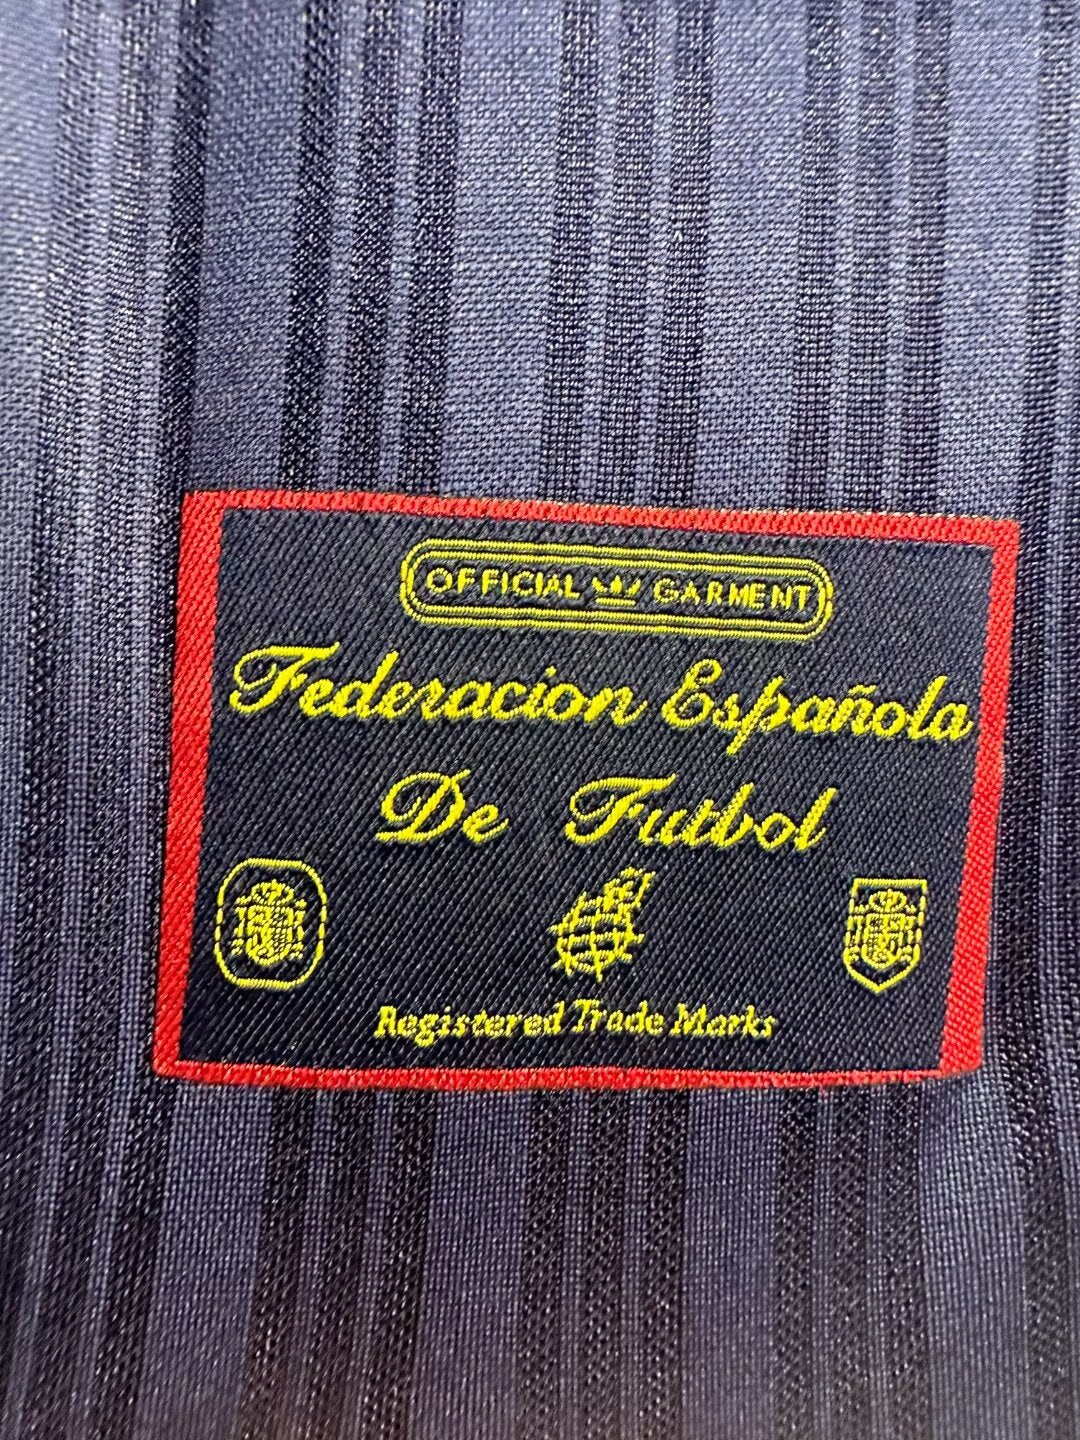 OFFICIAL GARMENT
Federacion Española
De Futbol
Registered Trade Marks